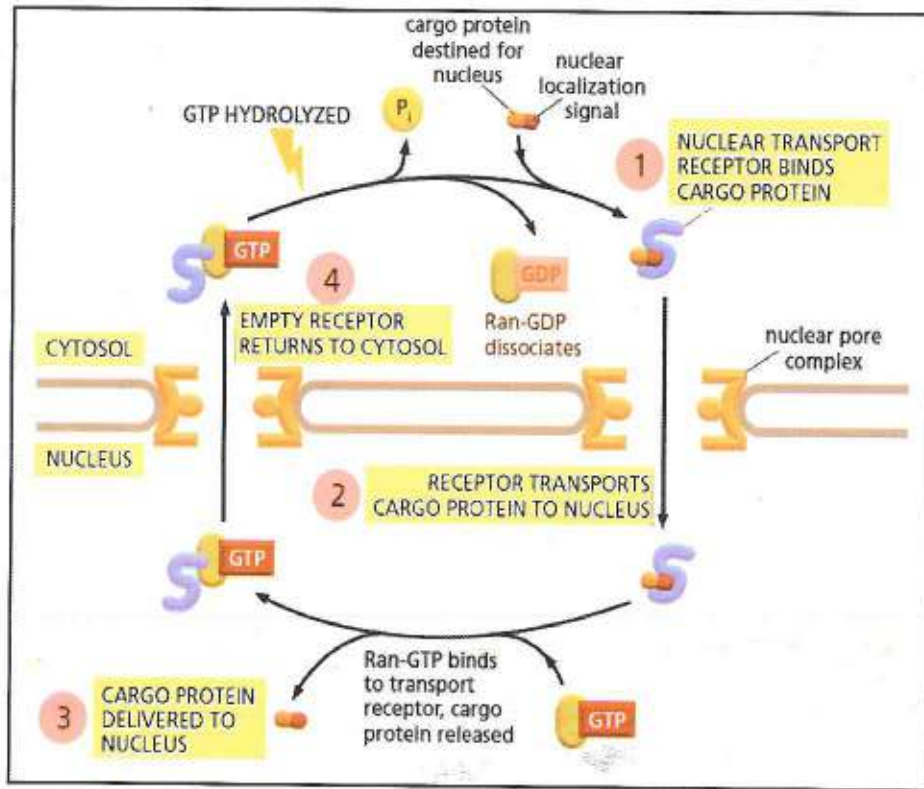 cargo protein
destined for
nucleus
nuclear
localization
signal
GTP HYDROLYZED
Pi
1
NUCLEAR TRANSPORT
RECEPTOR BINDS
CARGO PROTEIN
GTP
4
GDP
EMPTY RECEPTOR
RETURNS TO CYTOSOL
Ran-GDP
dissociates
CYTOSOL
nuclear pore
complex
NUCLEUS
2
RECEPTOR TRANSPORTS
CARGO PROTEIN TO NUCLEUS
GTP
Ran-GTP binds
to transport
receptor, cargo
protein released
3
CARGO PROTEIN
DELIVERED TO
NUCLEUS
GTP